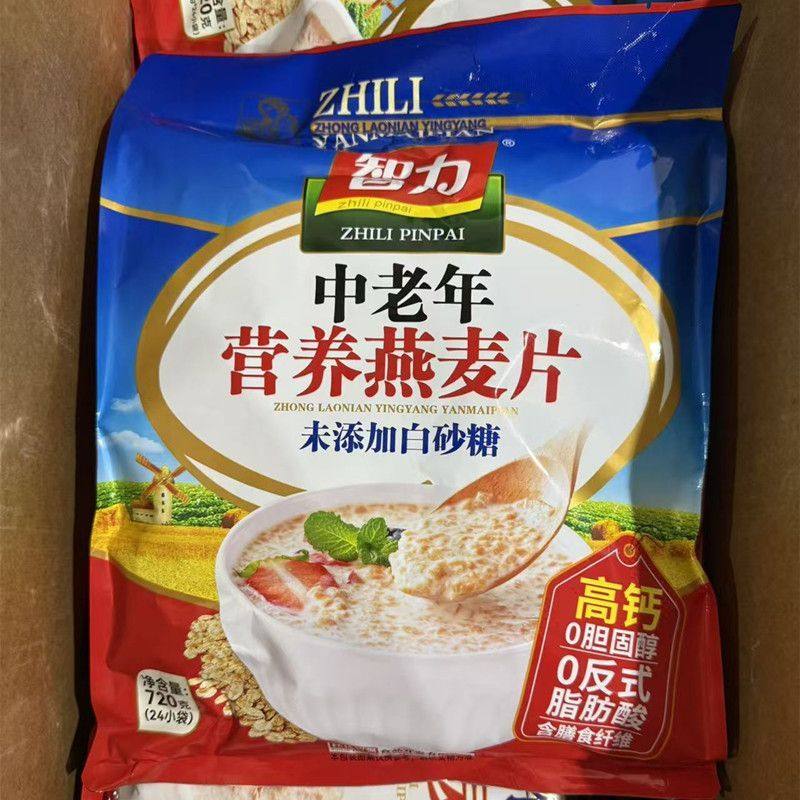 ZHILI
ZHONG LAONIAN YINGYANG
YANMAIPIAN
智力
®
zhili pinpai
ZHILI PINPAI
中老年
营养燕麦片
ZHONG LAONIAN YINGYANG YANMAIPIAN
未添加白砂糖
高钙
0胆固醇
0反式
脂肪酸
含膳食纤维
净含量:
720克
(24小袋)